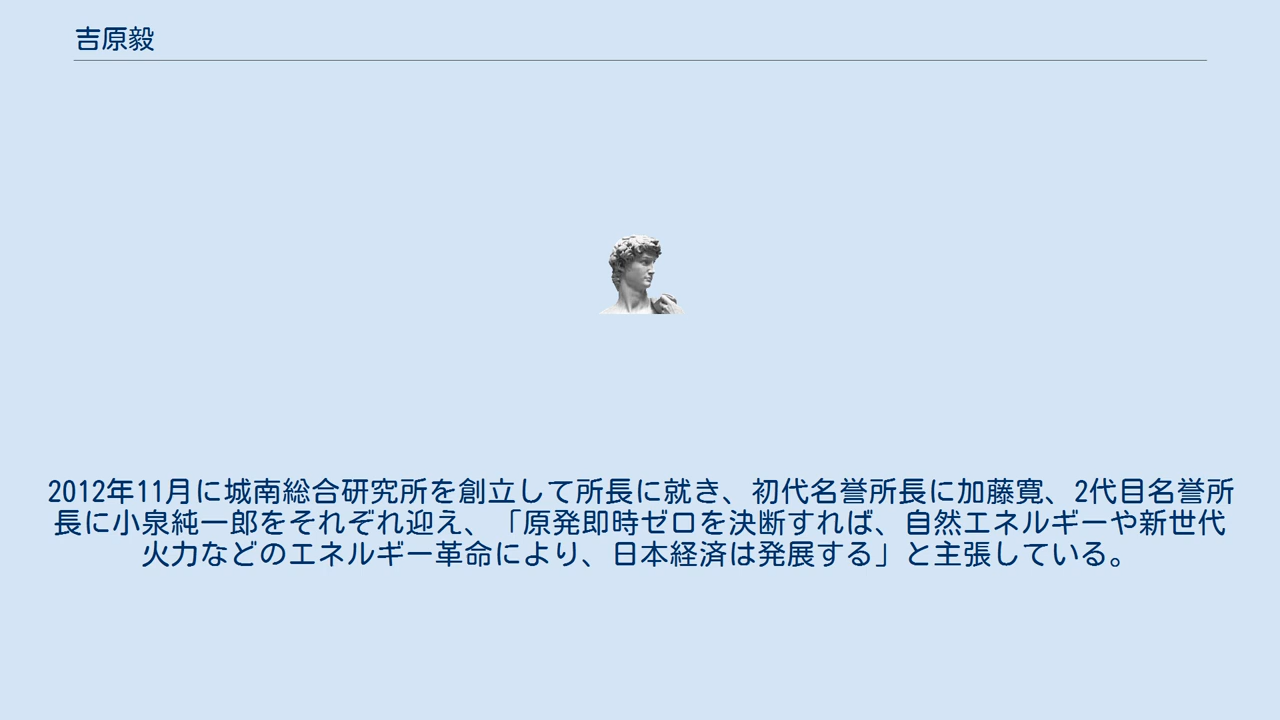 吉原毅
2012年11月に城南総合研究所を創立して所長に就き、初代名誉所長に加藤寛、2代目名誉所
長に小泉純一郎をそれぞれ迎え、「原発即時ゼロを決断すれば、自然エネルギーや新世代
火力などのエネルギー革命により、日本経済は発展する」と主張している。